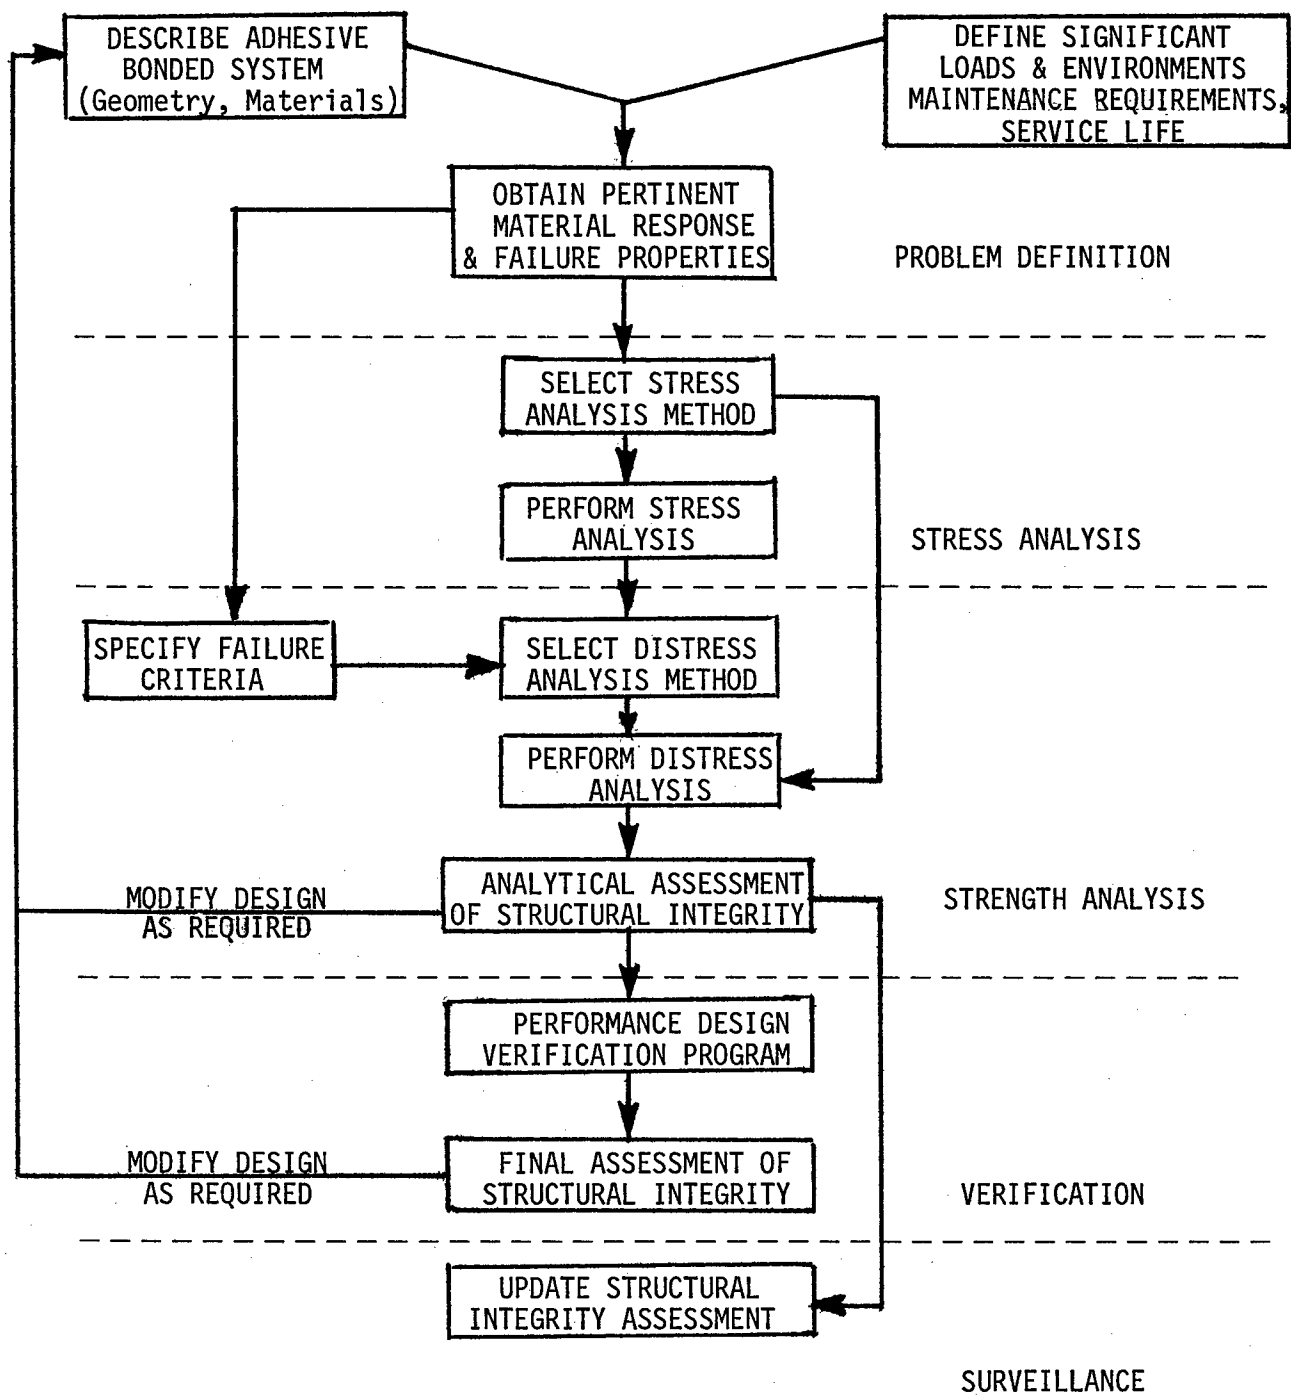 DESCRIBE ADHESIVE
BONDED SYSTEM
(Geometry, Materials)
DEFINE SIGNIFICANT
LOADS & ENVIRONMENTS
MAINTENANCE REQUIREMENTS,
SERVICE LIFE
OBTAIN PERTINENT
MATERIAL RESPONSE
& FAILURE PROPERTIES
PROBLEM DEFINITION
SELECT STRESS
ANALYSIS METHOD
PERFORM STRESS
ANALYSIS
STRESS ANALYSIS
SPECIFY FAILURE
CRITERIA
SELECT DISTRESS
ANALYSIS METHOD
PERFORM DISTRESS
ANALYSIS
MODIFY DESIGN
AS REQUIRED
ANALYTICAL ASSESSMENT
OF STRUCTURAL INTEGRITY
STRENGTH ANALYSIS
PERFORMANCE DESIGN
VERIFICATION PROGRAM
MODIFY DESIGN
AS REQUIRED
FINAL ASSESSMENT OF
STRUCTURAL INTEGRITY
VERIFICATION
UPDATE STRUCTURAL
INTEGRITY ASSESSMENT
SURVEILLANCE